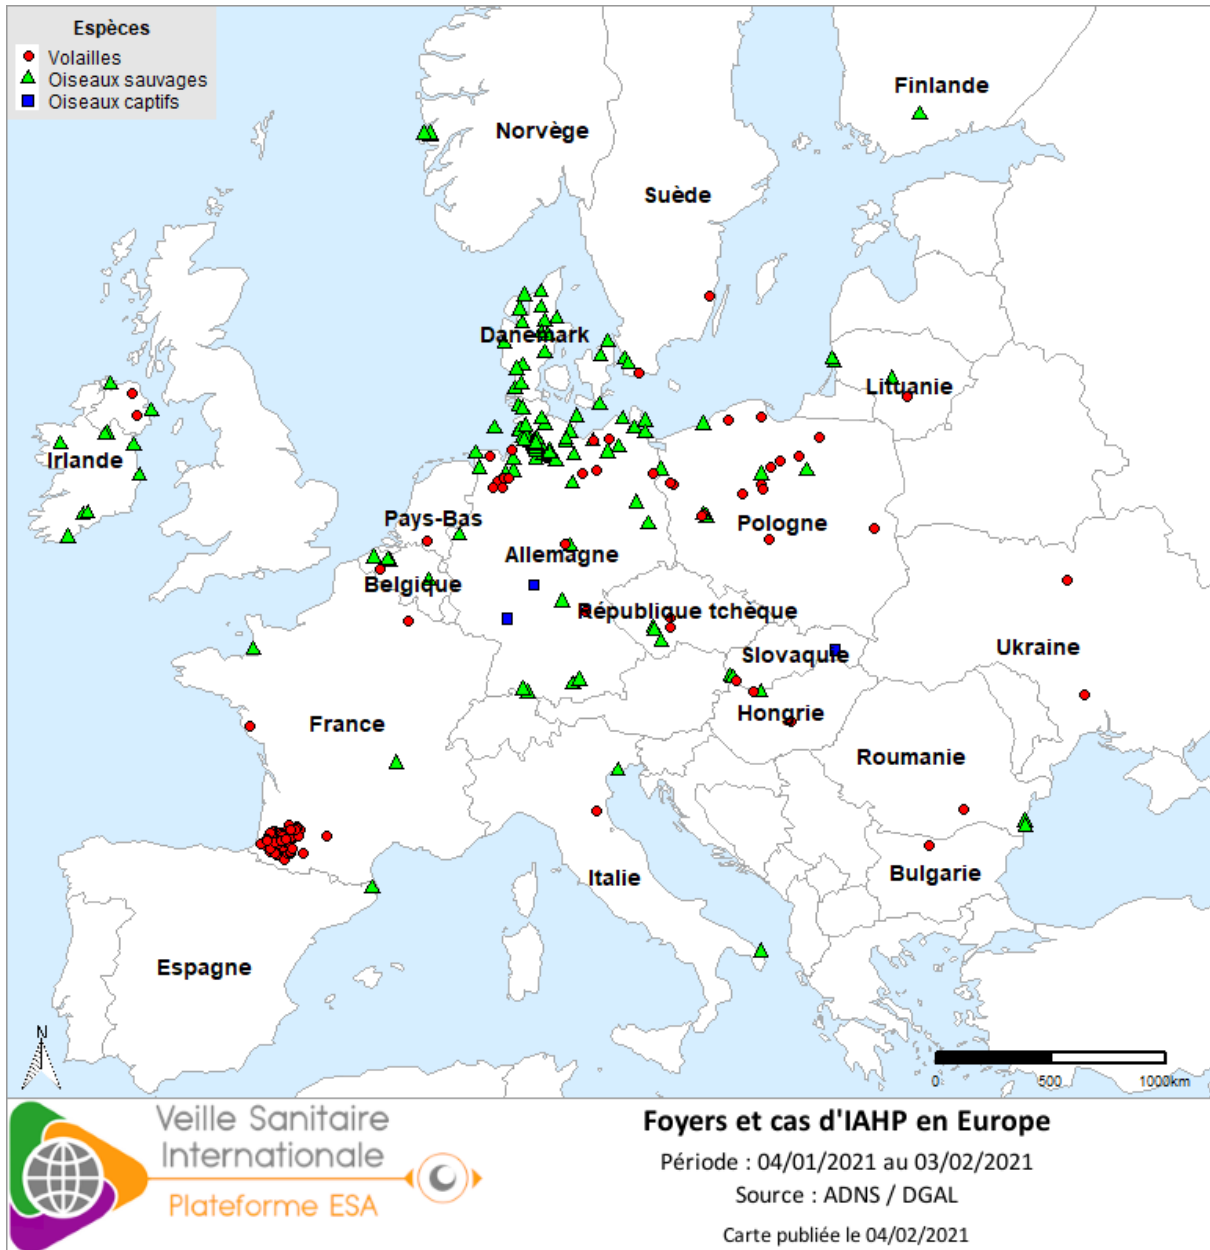 Espèces
Volailles
Oiseaux sauvages
Oiseaux captifs
Finlande
Norvège
Suède
Danemark
Lituanie
Irlande
Pays-Bas
Pologne
Allemagne
Belgique
République tchèque
Slovaquie
Ukraine
Hongrie
France
Roumanie
Italie
Bulgarie
Espagne
N
0 500 1000km
Veille Sanitaire
Internationale
Plateforme ESA
Foyers et cas d'IAHP en Europe
Période : 04/01/2021 au 03/02/2021
Source : ADNS / DGAL
Carte publiée le 04/02/2021